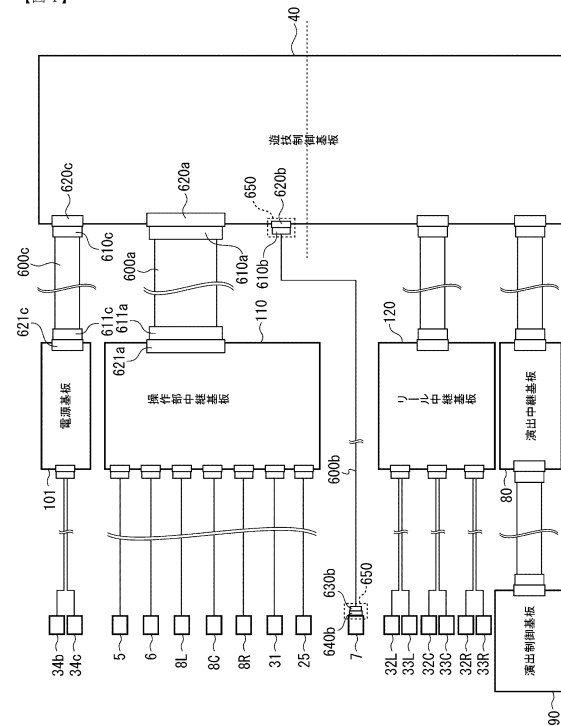 40
遊技制御基板
620c
610c
600c
621c
611c
電源基板
101
34b
34c
620a
610a
600a
611a
621a
110
操作部中継基板
5
6
8L
8C
8R
31
25
650
620b
610b
600b
630b
650
640b
7
120
リール中継基板
32L
33L
32C
33C
32R
33R
演出中継基板
80
演出制御基板
90